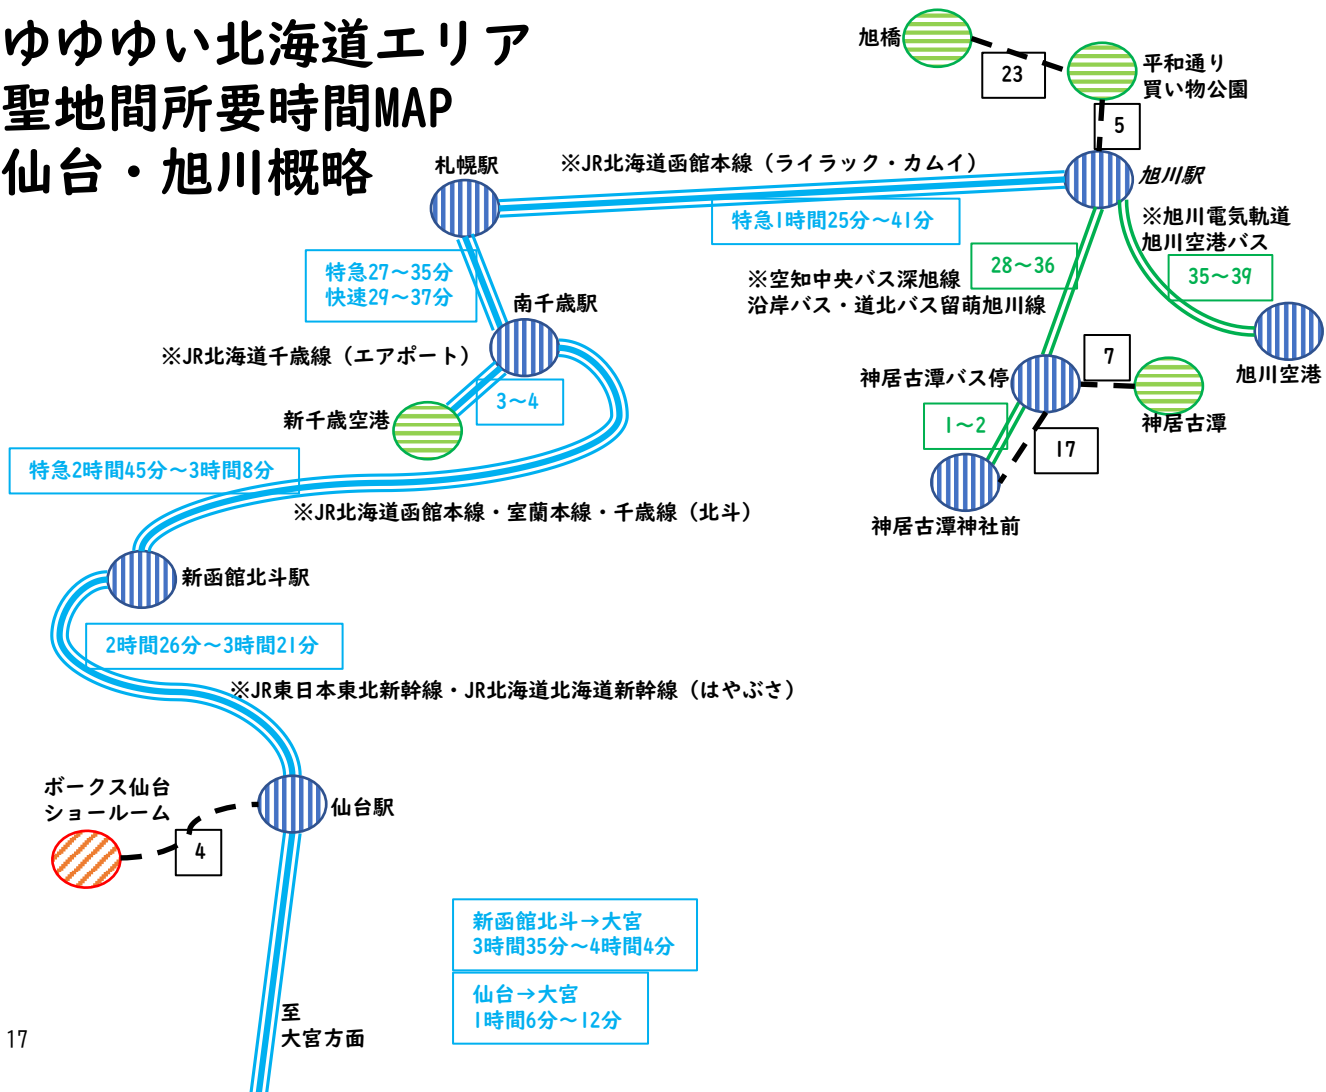 ゆゆゆい北海道エリア
聖地間所要時間MAP
仙台・旭川概略
旭橋
23
平和通り
買い物公園
5
札幌駅
※JR北海道函館本線（ライラック・カムイ）
旭川駅
特急1時間25分～41分
※旭川電気軌道
旭川空港バス
35～39
28～36
※空知中央バス深旭線
沿岸バス・道北バス留萌旭川線
特急27～35分
快速29～37分
南千歳駅
※JR北海道千歳線（エアポート）
3～4
新千歳空港
旭川空港
7
神居古潭バス停
神居古潭
1～2
17
神居古潭神社前
特急2時間45分～3時間8分
※JR北海道函館本線・室蘭本線・千歳線（北斗）
新函館北斗駅
2時間26分～3時間21分
※JR東日本東北新幹線・JR北海道北海道新幹線（はやぶさ）
ボークス仙台
ショールーム
4
仙台駅
新函館北斗→大宮
3時間35分～4時間4分
仙台→大宮
1時間6分～12分
至
大宮方面
17